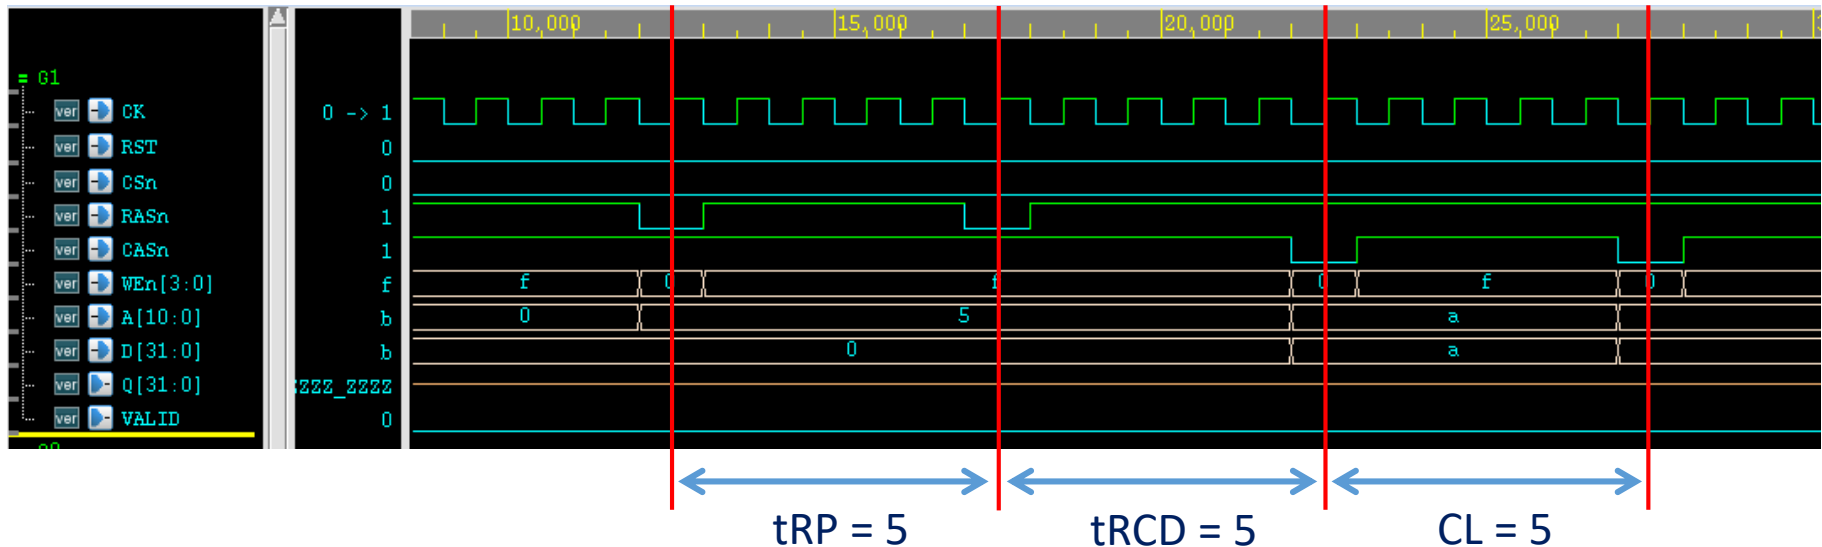 10,000 15,000 20,000 25,000
G1
ver CK 0 -> 1
ver RST 0
ver CSn 0
ver RASn 1
ver CASn 1
ver WEn[3:0] f f 0 f 0 f 0
ver A[10:0] b 0 5 a
ver D[31:0] b 0 a
ver Q[31:0] ZZZ_ZZZZ
ver VALID 0
tRP = 5 tRCD = 5 CL = 5